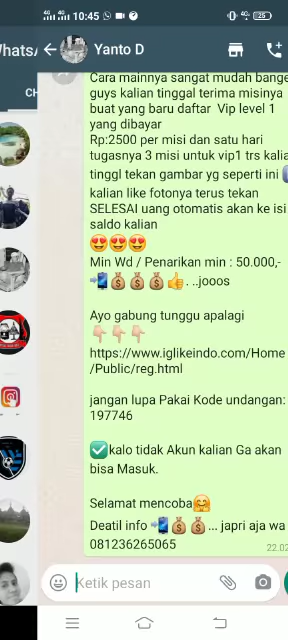 10:45
4G 25
WhatsA
Yanto D
CH
Cara mainnya sangat mudah bange
guys kalian tinggal terima misinya
buat yang baru daftar Vip level 1
yang dibayar
Rp:2500 per misi dan satu hari
tugasnya 3 misi untuk vip1 trs kalia
tinggl tekan gambar yg seperti ini
kalian like fotonya terus tekan
SELESAI uang otomatis akan ke isi
saldo kalian
😍😍😍
Min Wd / Penarikan min : 50.000,-
📲💰💰💰👍. ..jooos
Ayo gabung tunggu apalagi
👇🏻👇🏻👇🏻
https://www.iglikeindo.com/Home
/Public/reg.html
jangan lupa Pakai Kode undangan:
197746
✅kalo tidak Akun kalian Ga akan
bisa Masuk.
Selamat mencoba🤗
Deatil info 📲💰💰... japri aja wa
081236265065
22.02
Ketik pesan